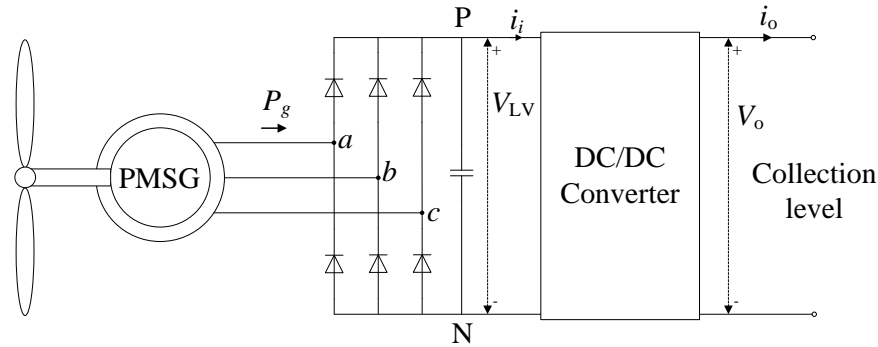 P
i_i
i_o
+
+
P_g
V_LV
V_o
a
PMSG
b
DC/DC
Converter
Collection
level
c
-
-
N